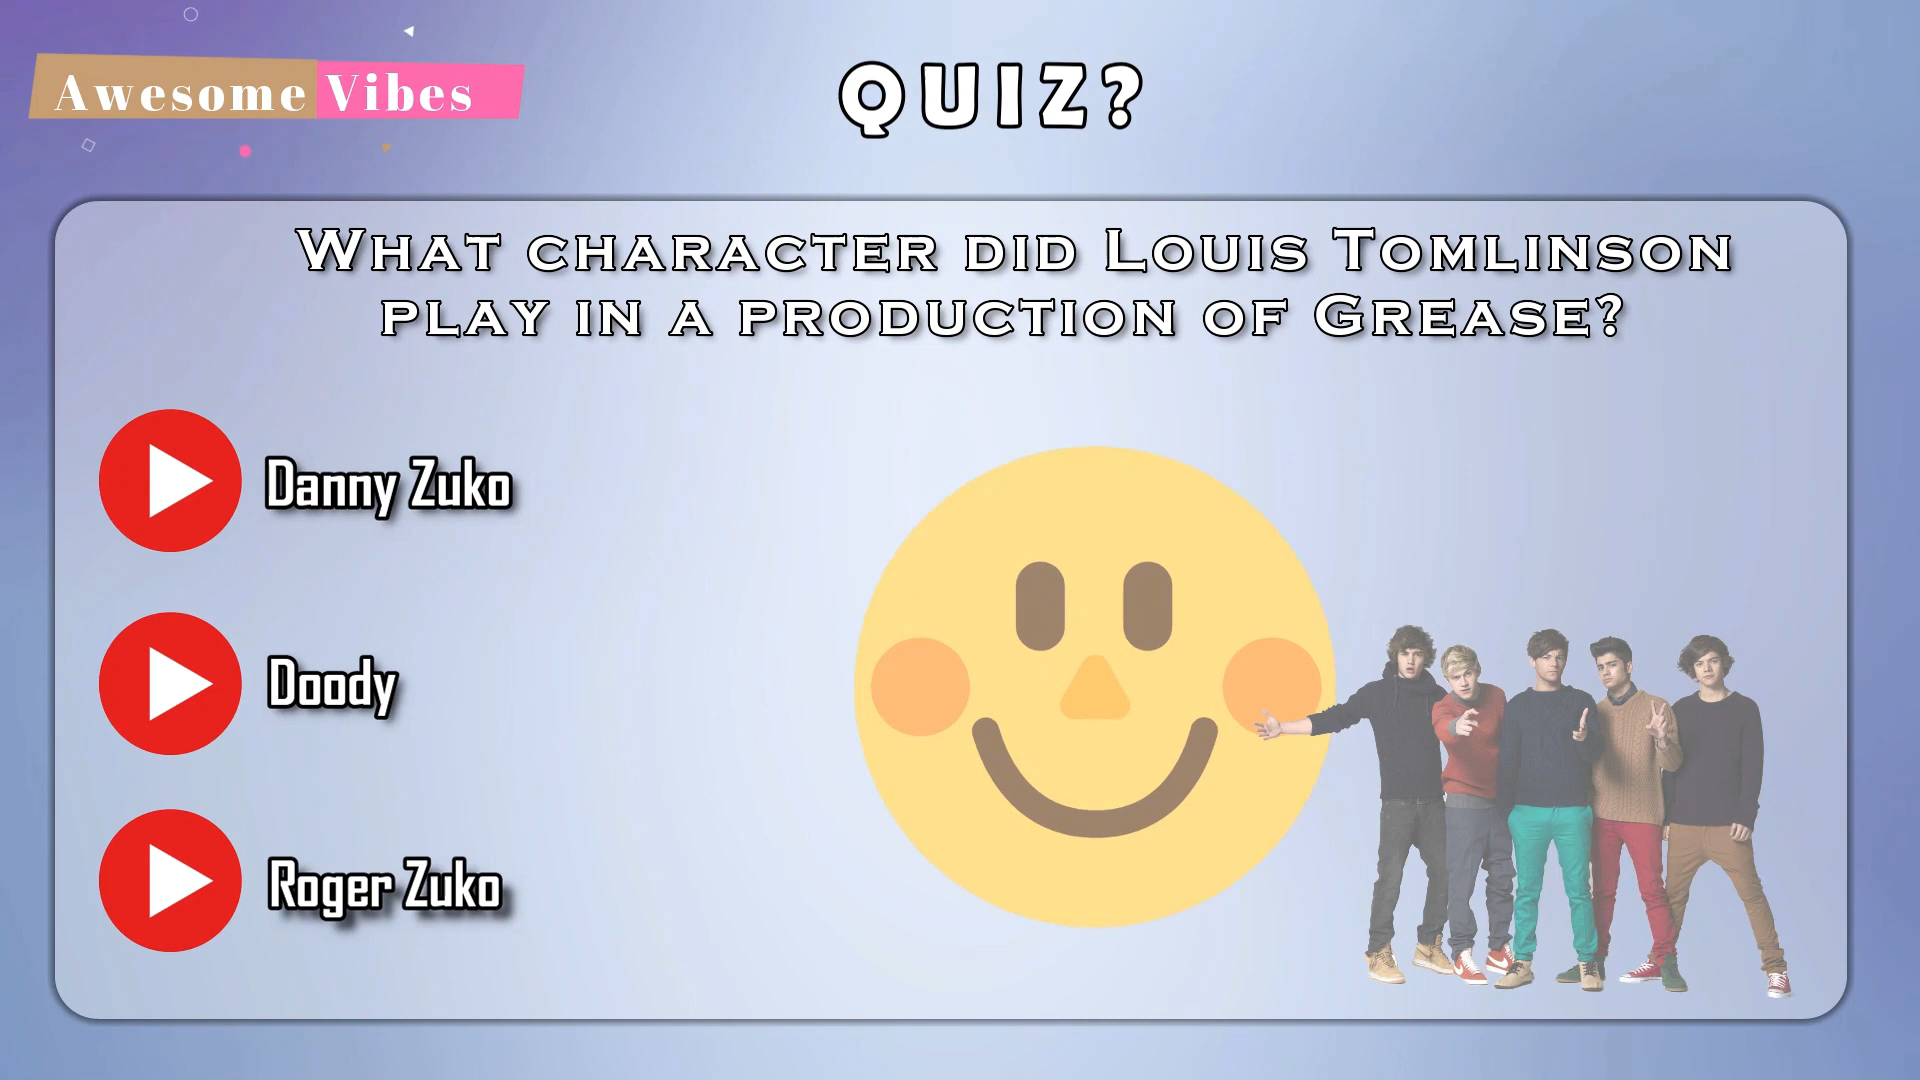 Awesome Vibes
QUIZ?
What character did Louis Tomlinson
play in a production of Grease?
Danny Zuko
Doody
Roger Zuko